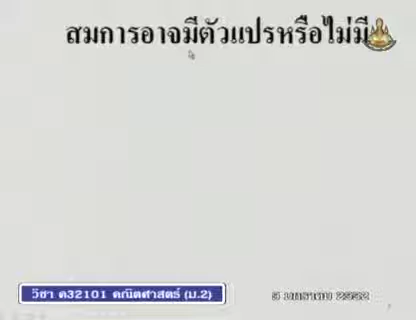 สมการอาจมีตัวแปรหรือไม่มี
วิชา ค32101 คณิตศาสตร์ (ม.2)